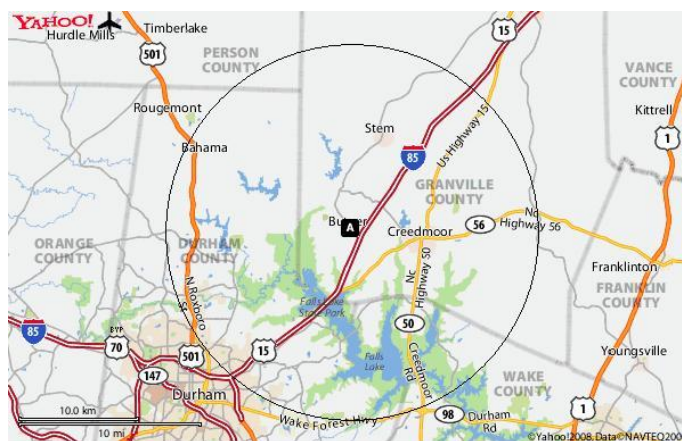 YAHOO!
Timberlake
Hurdle Mills
501
PERSON
COUNTY
15
VANCE
COUNTY
Kittrell
Rougemont
Stem
1
Bahama
85
Us Highway 15
GRANVILLE
COUNTY
A
Creedmoor
56
Nc
Highway 56
ORANGE
COUNTY
DURHAM
COUNTY
N Roxboro
St
Franklinton
FRANKLIN
COUNTY
Nc
Highway 50
Falls Lake
State Park
85
BYP
70
501
15
50
147
Falls
Lake
Creedmoor
Rd
Youngsville
WAKE
COUNTY
Durham
10.0 km
10 mi
Wake Forest Hwy
98
Durham
Rd
1
©Yahoo!2008, Data©NAVTEQ200